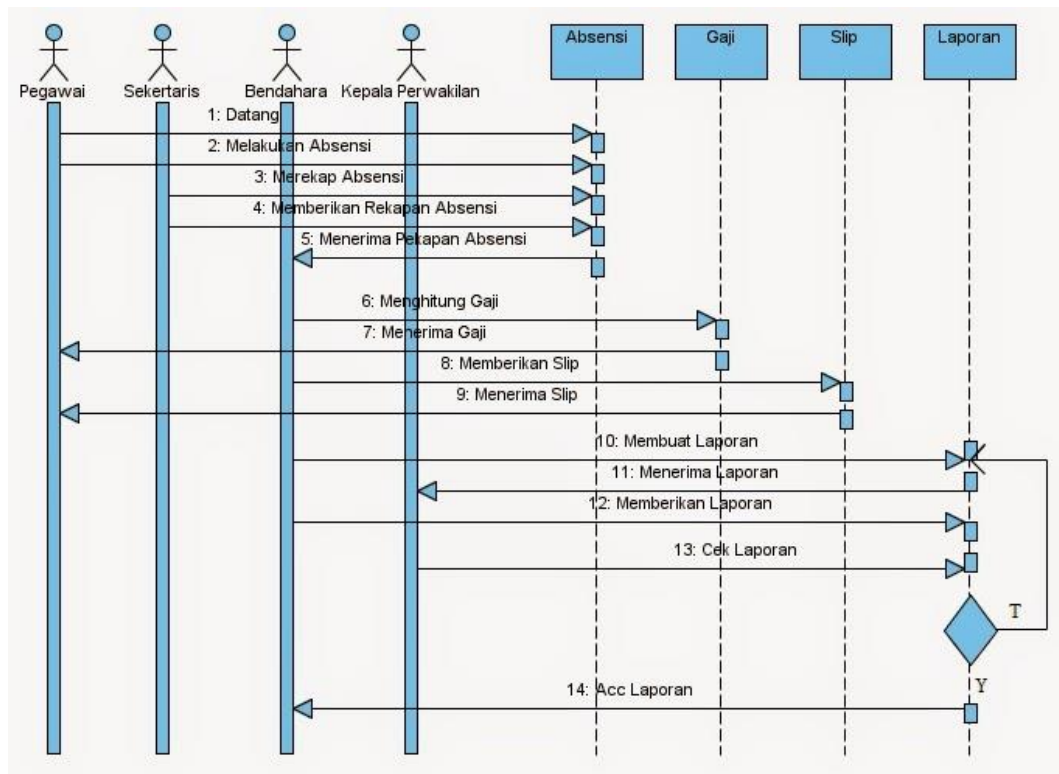 Absensi
Gaji
Slip
Laporan
Pegawai
Sekertaris
Bendahara
Kepala Perwakilan
1: Datang
2: Melakukan Absensi
3: Merekap Absensi
4: Memberikan Rekapan Absensi
5: Menerima Pekapan Absensi
6: Menghitung Gaji
7: Menerima Gaji
8: Memberikan Slip
9: Menerima Slip
10: Membuat Laporan
11: Menerima Laporan
12: Memberikan Laporan
13: Cek Laporan
T
Y
14: Acc Laporan